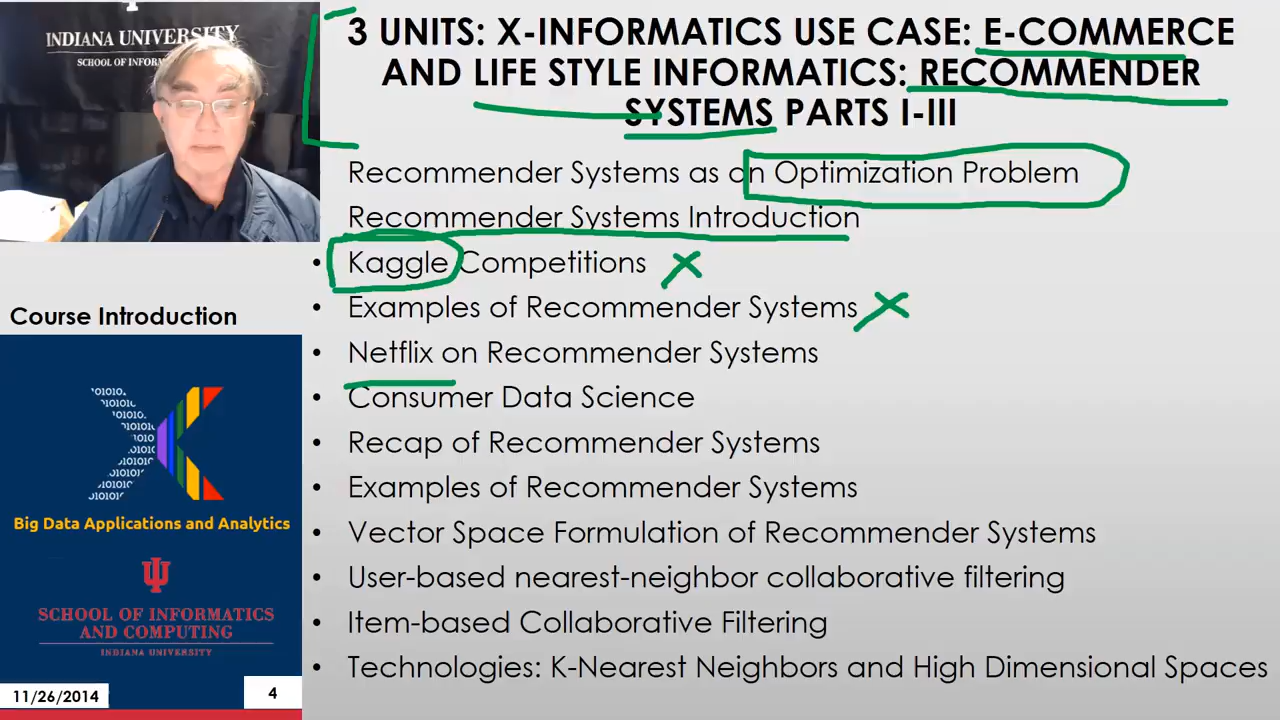 INDIANA UNIVERSITY
SCHOOL OF INFORM
3 UNITS: X-INFORMATICS USE CASE: E-COMMERCE
AND LIFE STYLE INFORMATICS: RECOMMENDER
SYSTEMS PARTS I-III
Recommender Systems as an Optimization Problem
Recommender Systems Introduction
• Kaggle Competitions
• Examples of Recommender Systems
• Netflix on Recommender Systems
• Consumer Data Science
• Recap of Recommender Systems
• Examples of Recommender Systems
• Vector Space Formulation of Recommender Systems
• User-based nearest-neighbor collaborative filtering
• Item-based Collaborative Filtering
• Technologies: K-Nearest Neighbors and High Dimensional Spaces
Course Introduction
Big Data Applications and Analytics
SCHOOL OF INFORMATICS
AND COMPUTING
INDIANA UNIVERSITY
11/26/2014
4